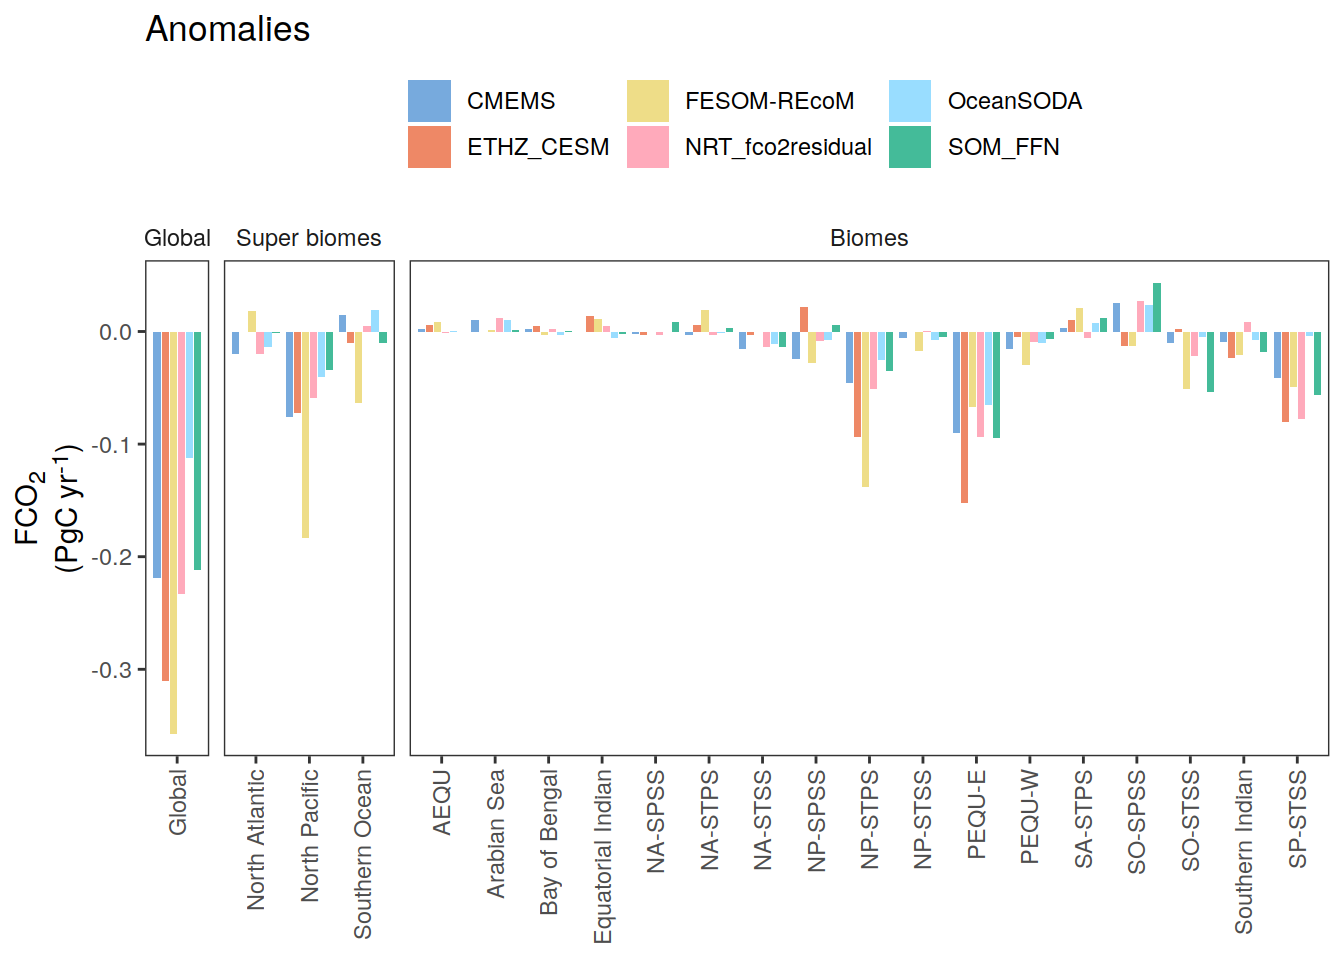 Anomalies
CMEMS
FESOM-REcoM
OceanSODA
ETHZ_CESM
NRT_fco2residual
SOM_FFN
Global
Super biomes
Biomes
0.0
-0.1
-0.2
-0.3
FCO₂
(PgC yr⁻¹)
Global
North Atlantic
North Pacific
Southern Ocean
AEQU
Arabian Sea
Bay of Bengal
Equatorial Indian
NA-SPSS
NA-STPS
NA-STSS
NP-SPSS
NP-STPS
NP-STSS
PEQU-E
PEQU-W
SA-STPS
SO-SPSS
SO-STSS
Southern Indian
SP-STSS